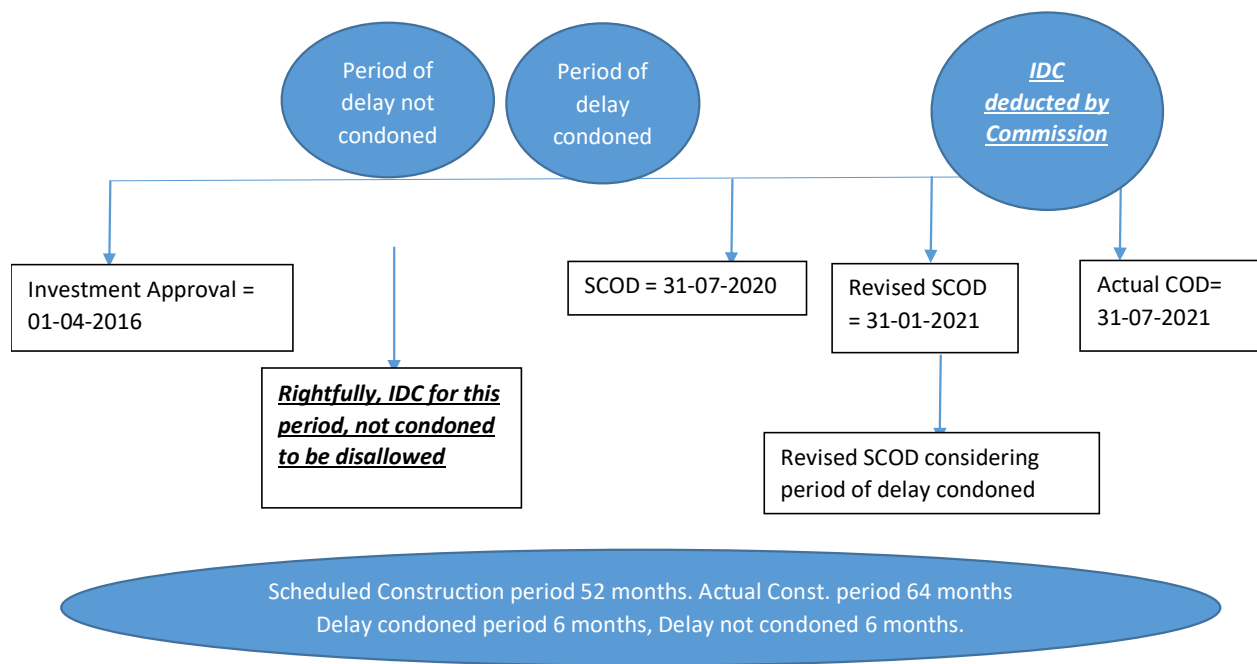 Period of
delay not
condoned
Period of
delay
condoned
IDC
deducted by
Commission
Investment Approval =
01-04-2016
SCOD = 31-07-2020
Revised SCOD
= 31-01-2021
Actual COD=
31-07-2021
Rightfully, IDC for this
period, not condoned
to be disallowed
Revised SCOD considering
period of delay condoned
Scheduled Construction period 52 months. Actual Const. period 64 months
Delay condoned period 6 months, Delay not condoned 6 months.